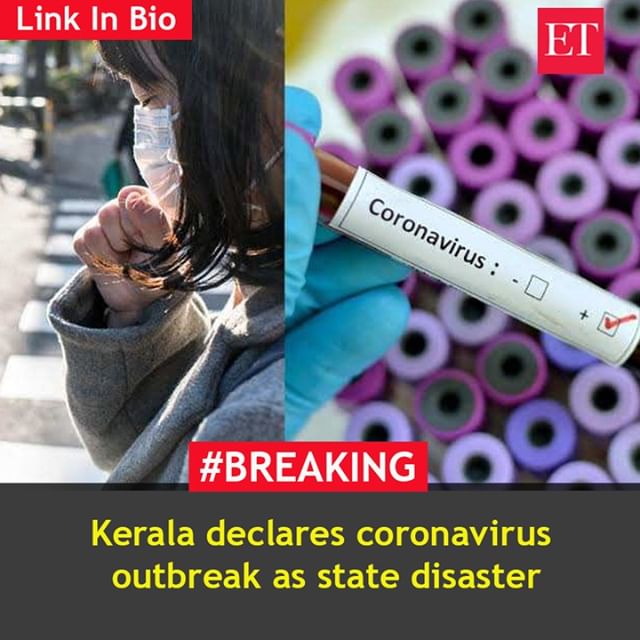 Link In Bio
ET
Coronavirus :
-
+
#BREAKING
Kerala declares coronavirus
outbreak as state disaster